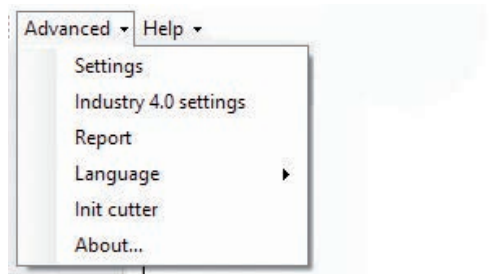 Advanced Help
Settings
Industry 4.0 settings
Report
Language
Init cutter
About...